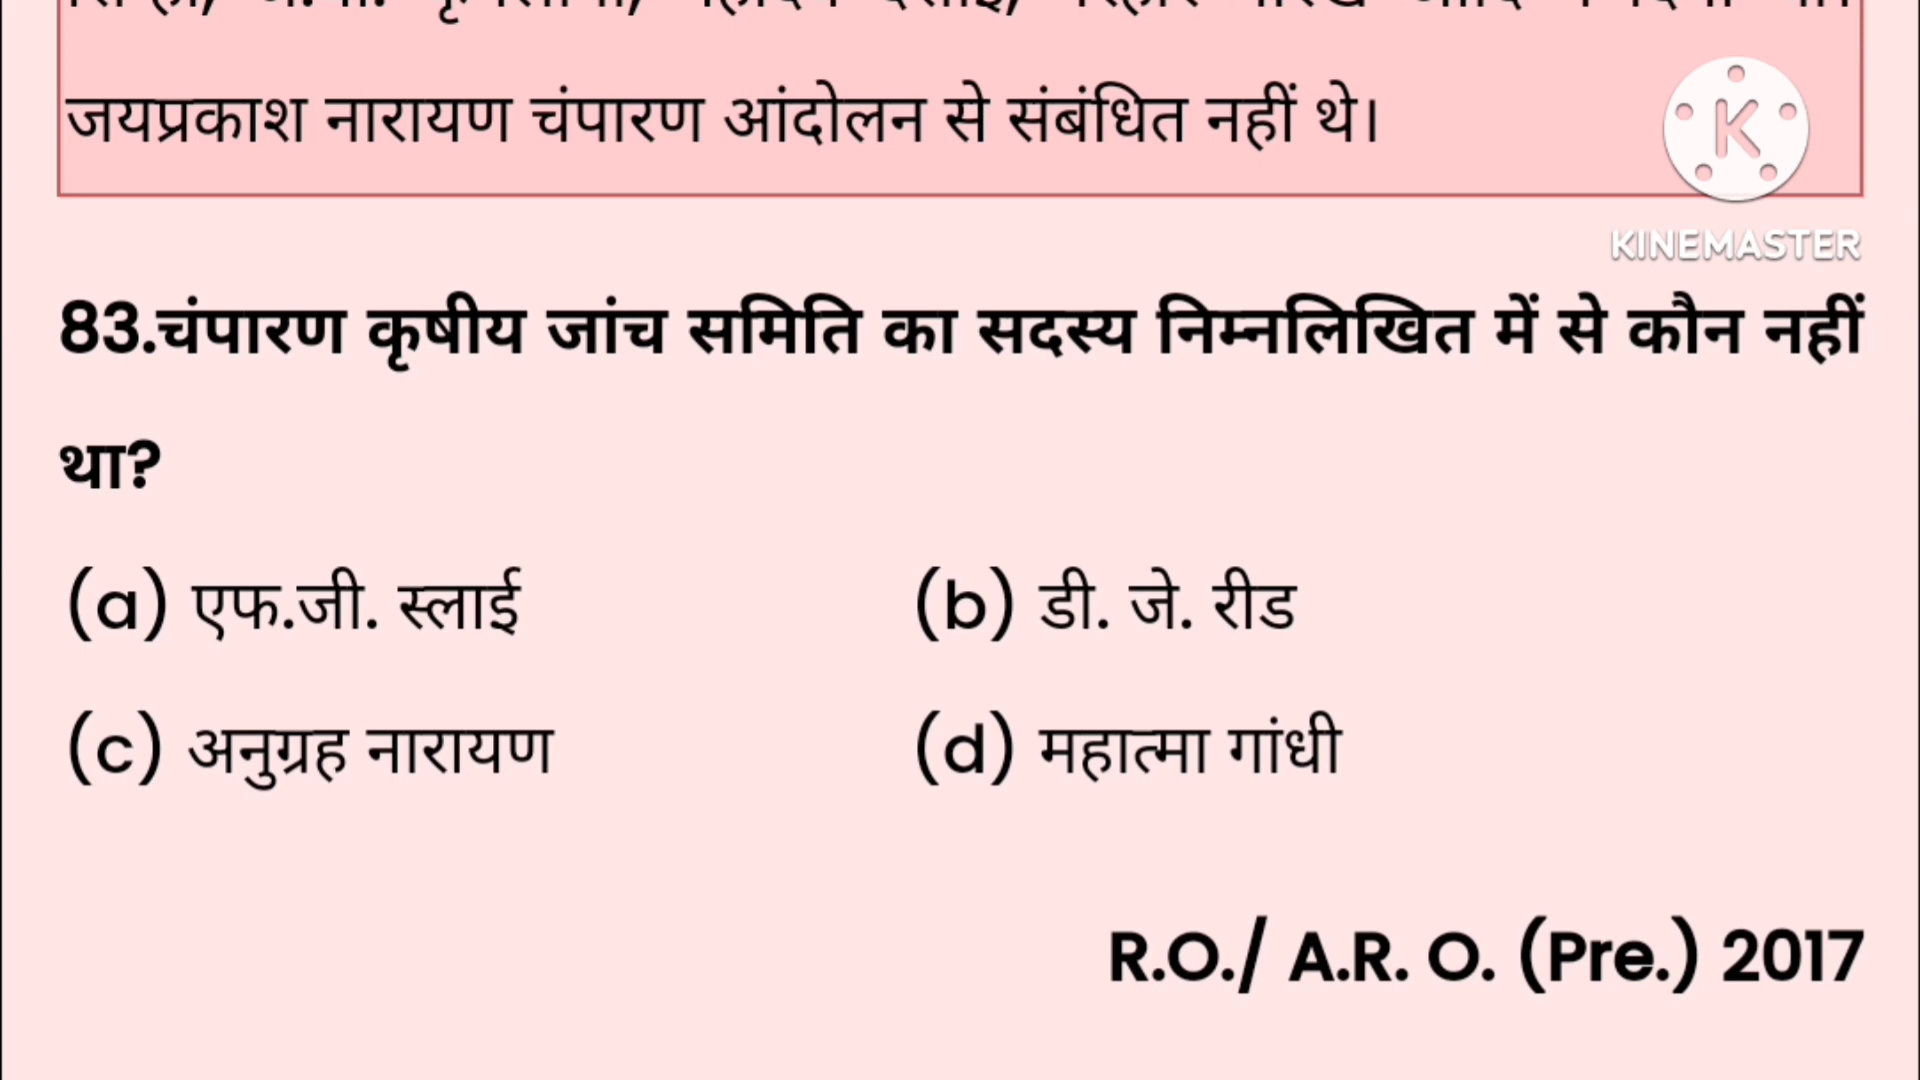 जयप्रकाश नारायण चंपारण आंदोलन से संबंधित नहीं थे।
K
KINEMASTER
83.चंपारण कृषीय जांच समिति का सदस्य निम्नलिखित में से कौन नहीं
था?
(a) एफ.जी. स्लाई
(b) डी. जे. रीड
(c) अनुग्रह नारायण
(d) महात्मा गांधी
R.O./ A.R. O. (Pre.) 2017